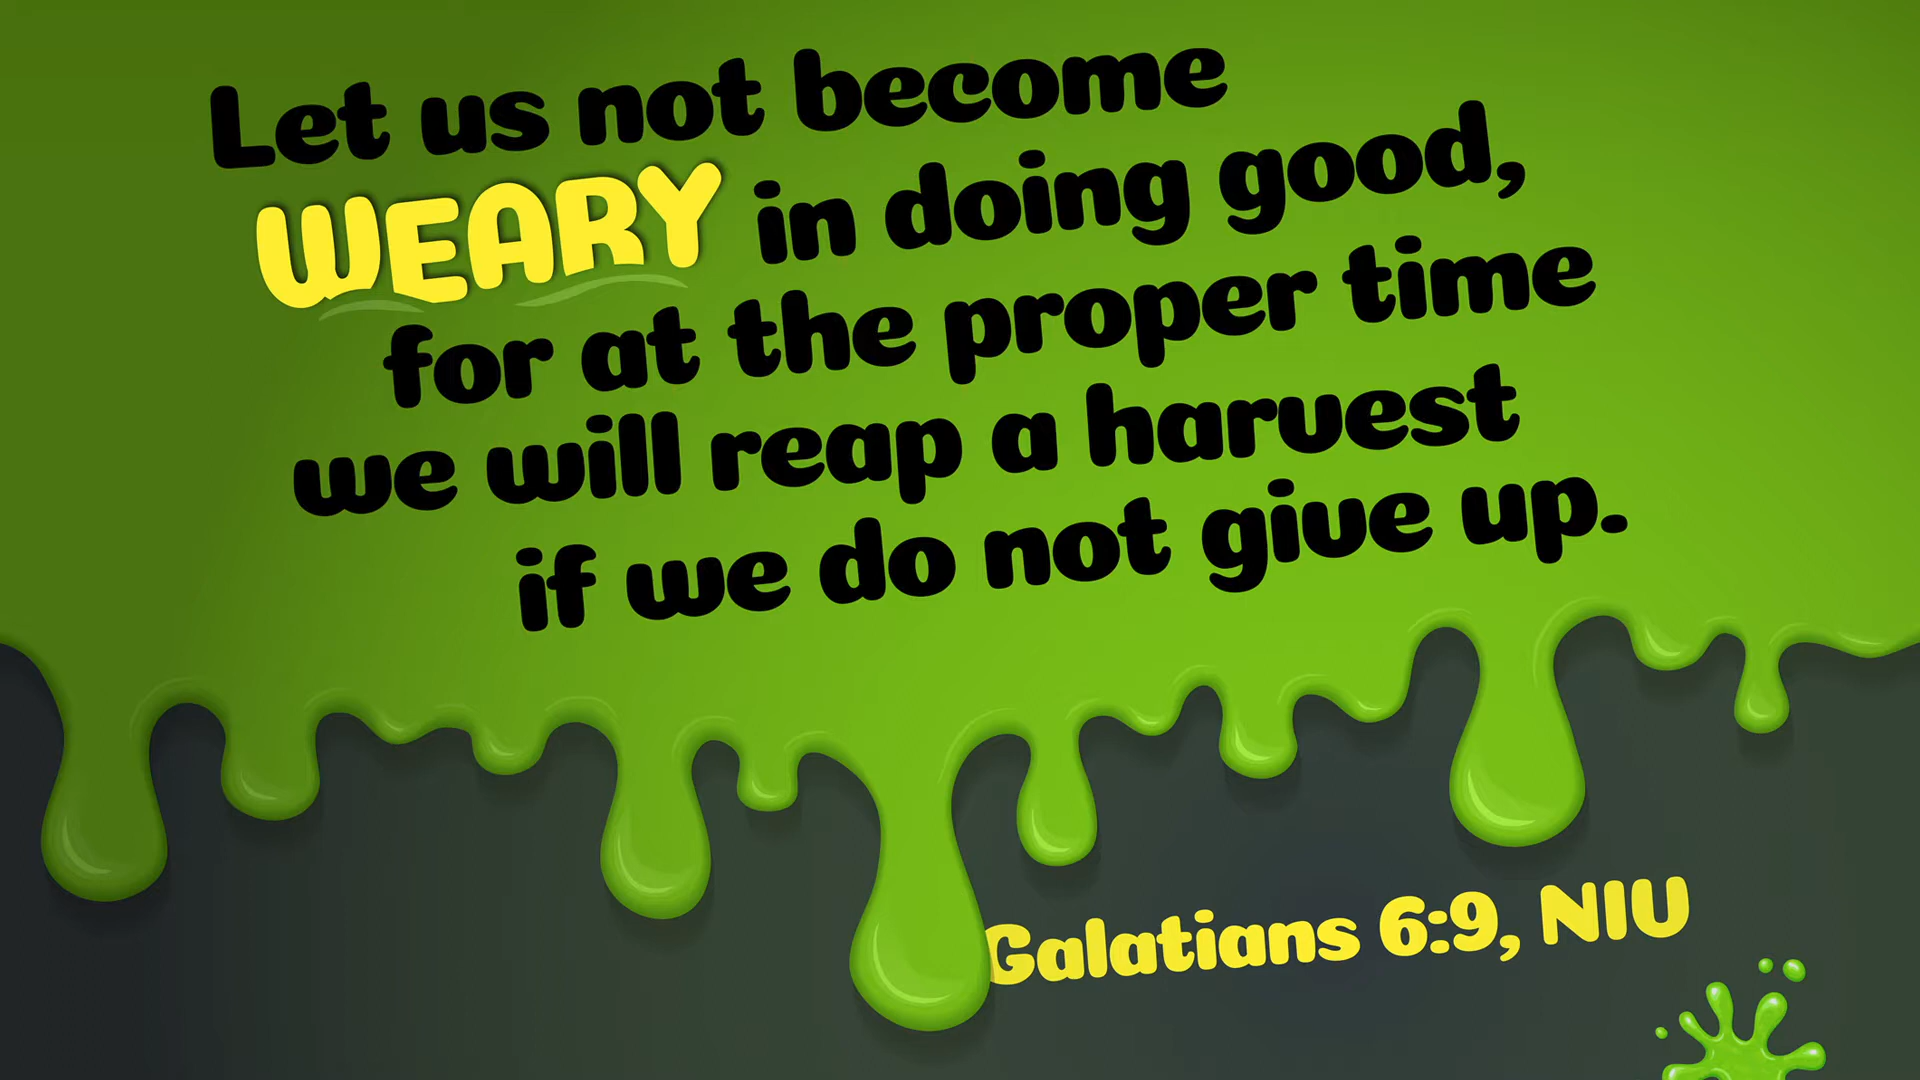 Let us not become
WEARY in doing good,
for at the proper time
we will reap a harvest
if we do not give up.
Galatians 6:9, NIV